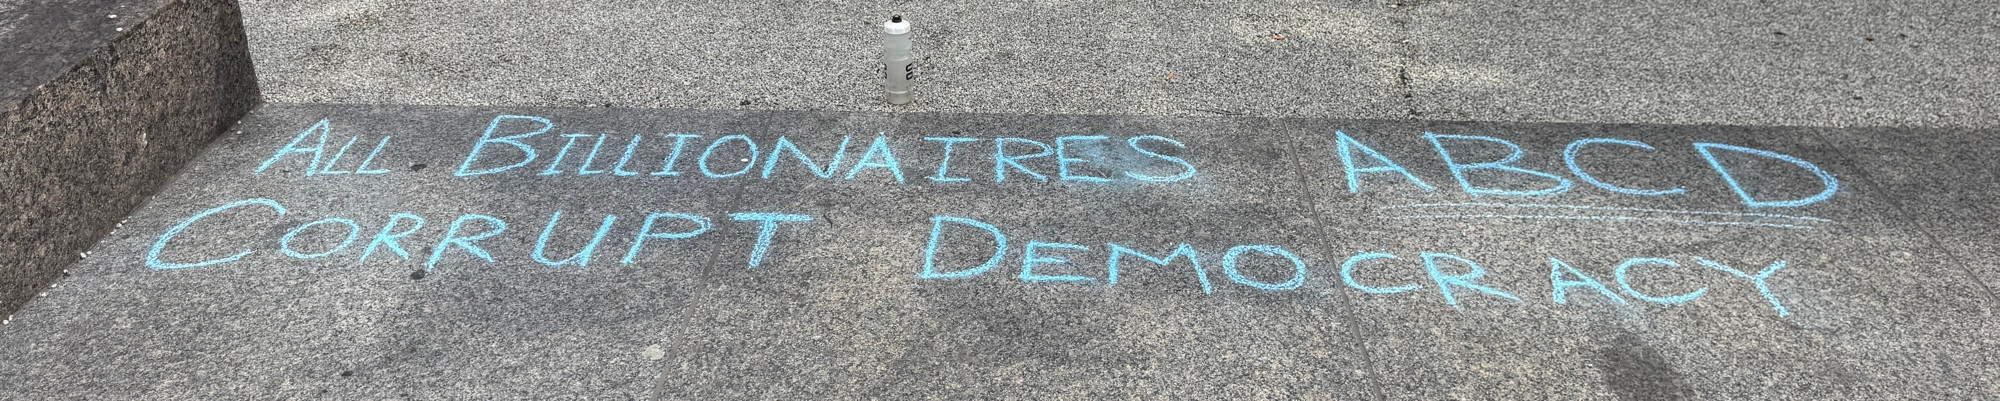 All Billionaires ABCD
Corrupt Democracy